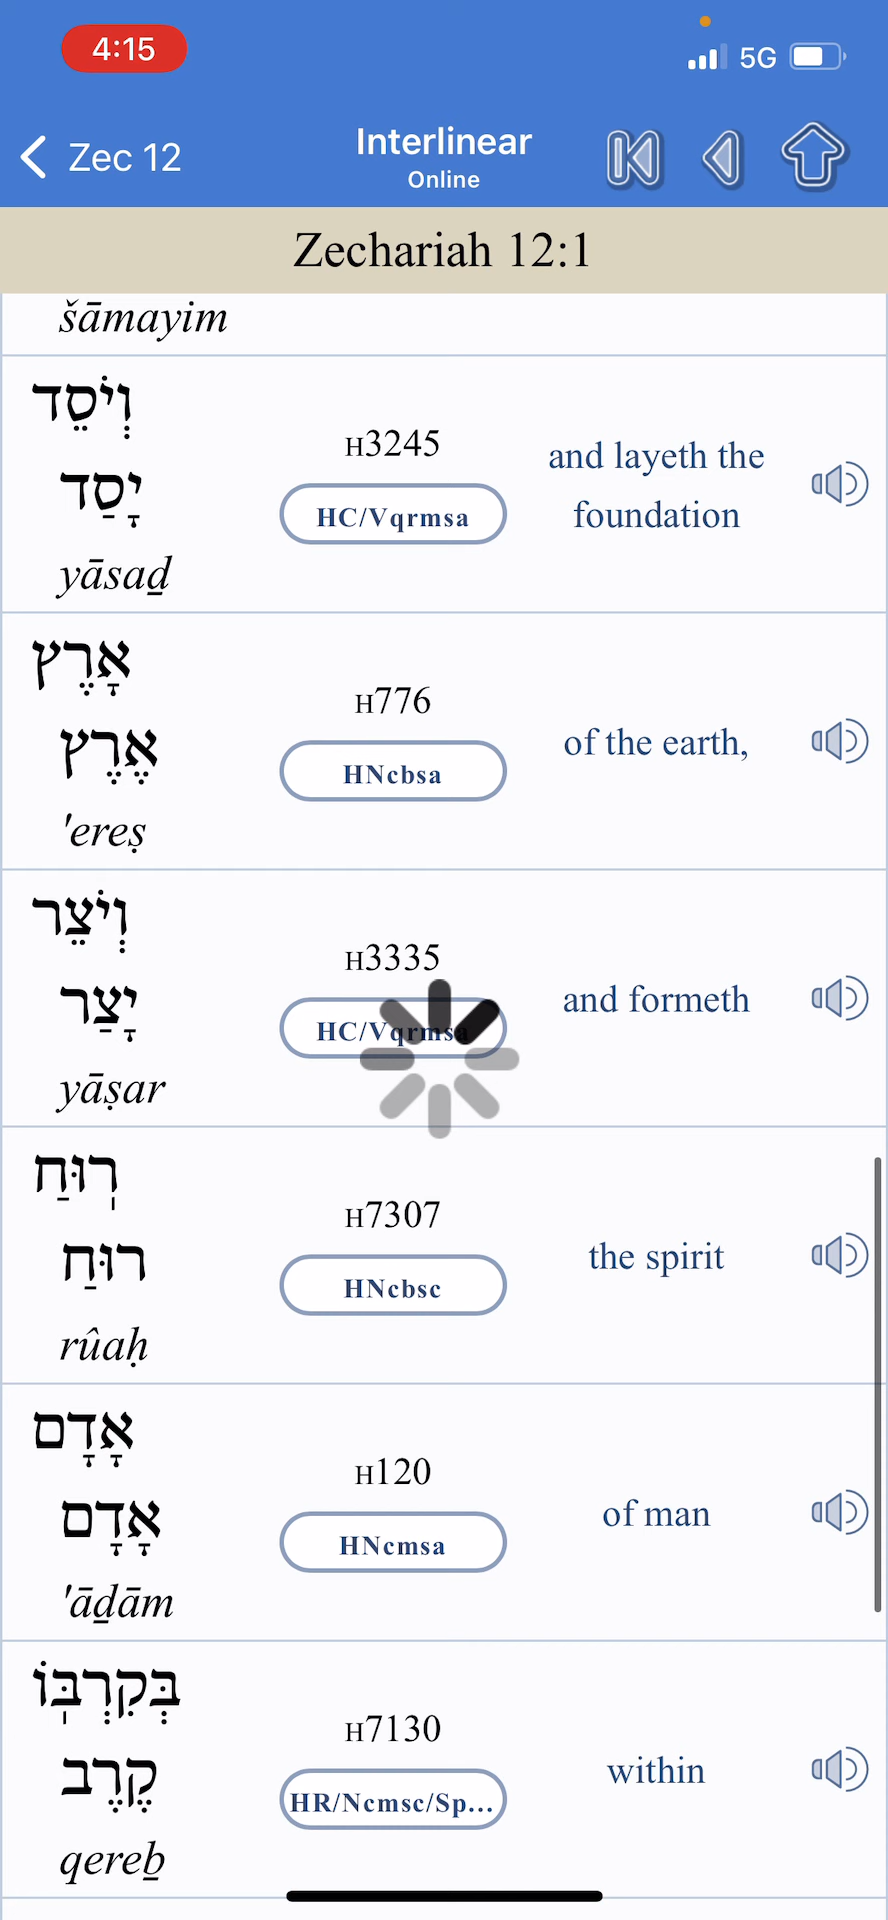 4:15
5G
Zec 12
Interlinear
Online
Zechariah 12:1
šāmayim
וְיֹסֵד
יָסַד
yāsaḏ
H3245
HC/Vqrmsa
and layeth the
foundation
אָרֶץ
אֶרֶץ
'ereṣ
H776
HNcbsa
of the earth,
וְיֹצֵר
יָצַר
yāṣar
H3335
HC/Vqrmsa
and formeth
רֽוּחַ
רוּחַ
rûaḥ
H7307
HNcbsc
the spirit
אָדָם
אָדָם
'āḏām
H120
HNcmsa
of man
בְּקִרְבּֽוֹ
קֶרֶב
qereḇ
H7130
HR/Ncmsc/Sp...
within